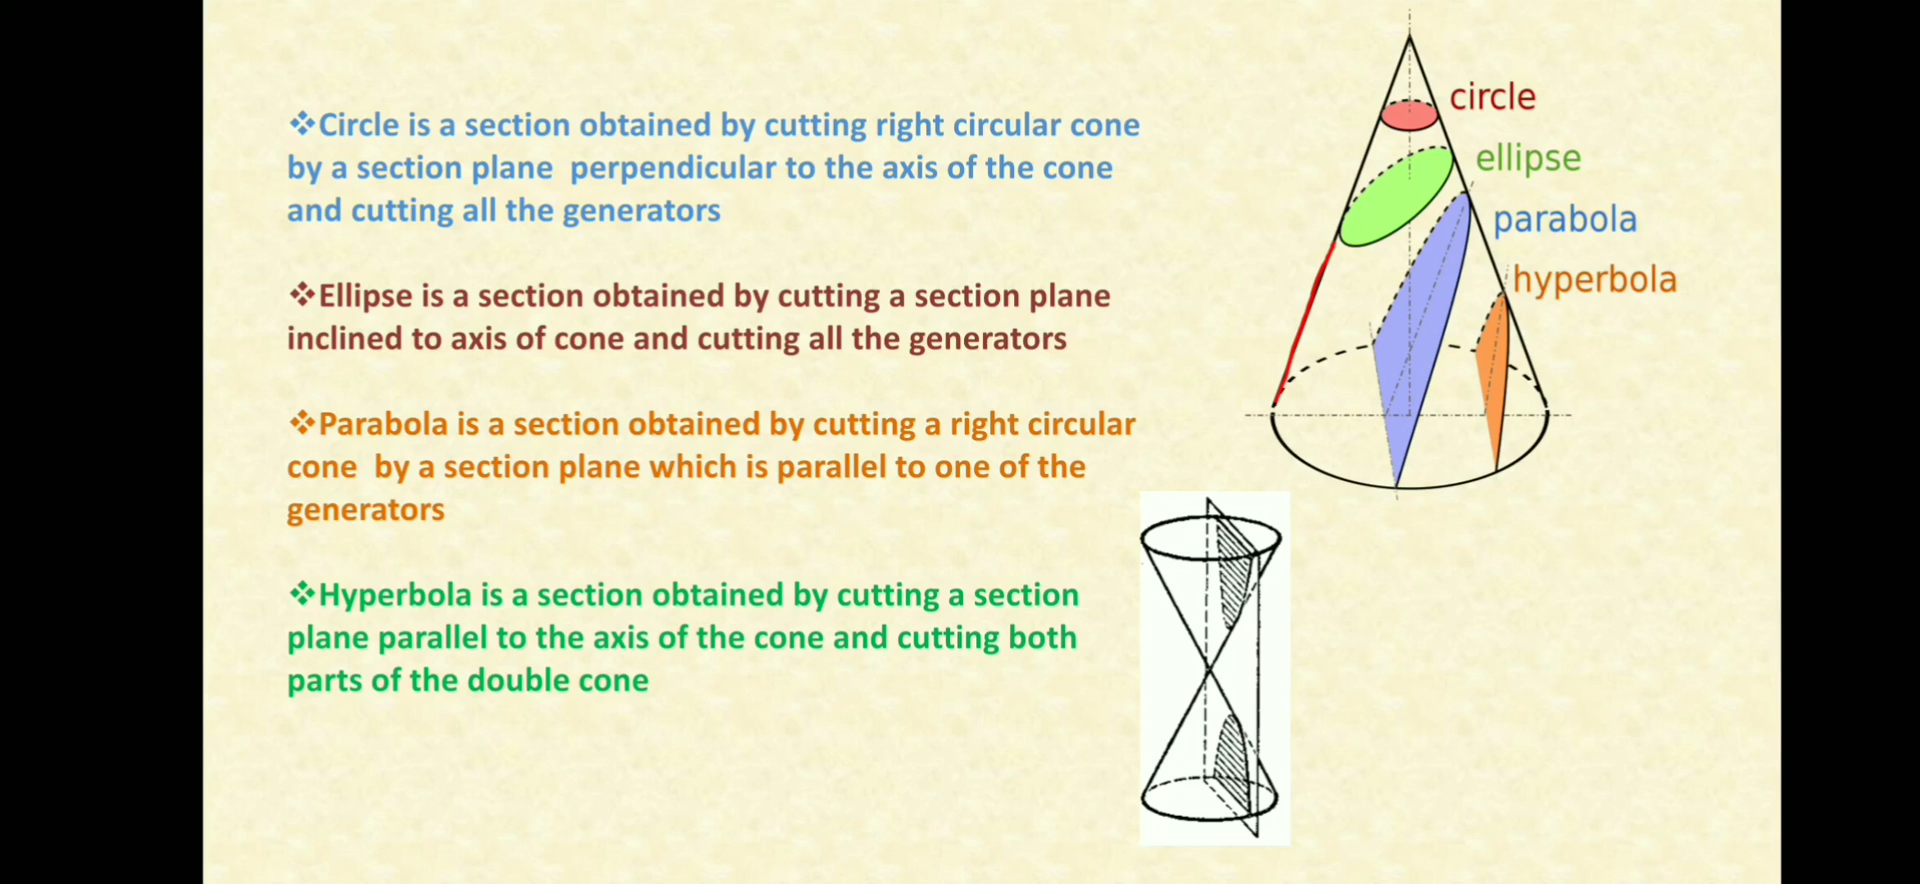 ❖Circle is a section obtained by cutting right circular cone
by a section plane perpendicular to the axis of the cone
and cutting all the generators
❖Ellipse is a section obtained by cutting a section plane
inclined to axis of cone and cutting all the generators
❖Parabola is a section obtained by cutting a right circular
cone by a section plane which is parallel to one of the
generators
❖Hyperbola is a section obtained by cutting a section
plane parallel to the axis of the cone and cutting both
parts of the double cone
circle
ellipse
parabola
hyperbola